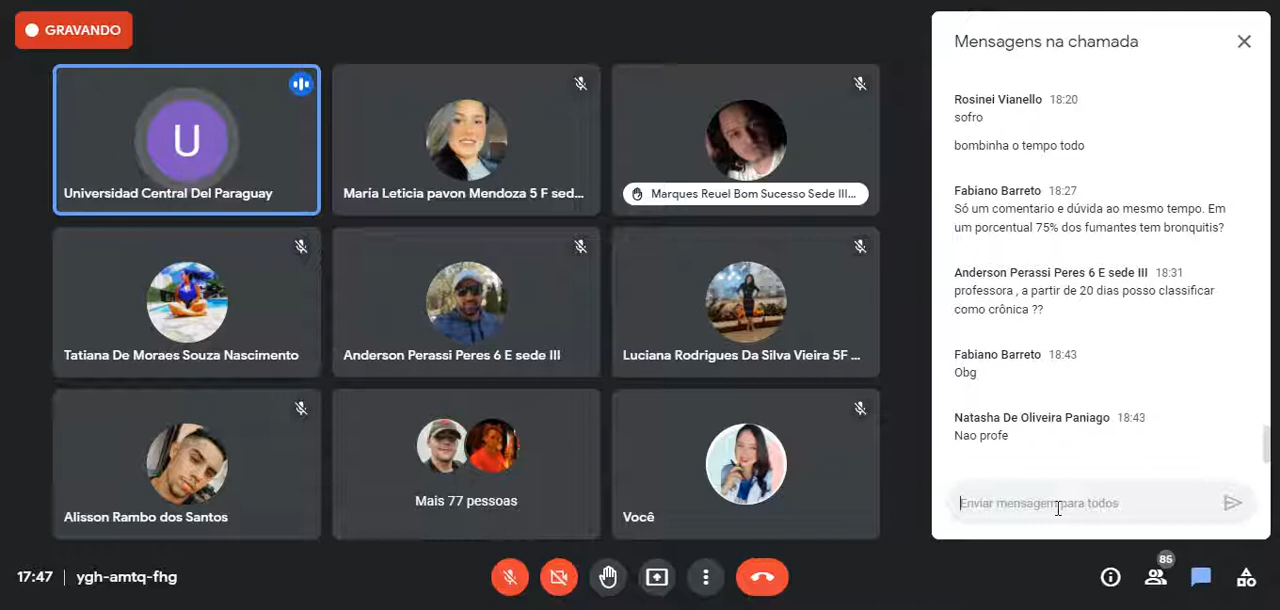 GRAVANDO
U
Universidad Central Del Paraguay
María Leticia pavon Mendoza 5 F sed...
Marques Reuel Bom Sucesso Sede III...
Tatiana De Moraes Souza Nascimento
Anderson Perassi Peres 6 E sede III
Luciana Rodrigues Da Silva Vieira 5F ...
Alisson Rambo dos Santos
Mais 77 pessoas
Você
Mensagens na chamada
Rosinei Vianello 18:20
sofro
bombinha o tempo todo
Fabiano Barreto 18:27
Só um comentario e dúvida ao mesmo tempo. Em
um porcentual 75% dos fumantes tem bronquitis?
Anderson Perassi Peres 6 E sede III 18:31
professora , a partir de 20 dias posso classificar
como crônica ??
Fabiano Barreto 18:43
Obg
Natasha De Oliveira Paniago 18:43
Nao profe
Enviar mensagem para todos
17:47 | ygh-amtq-fhg
85